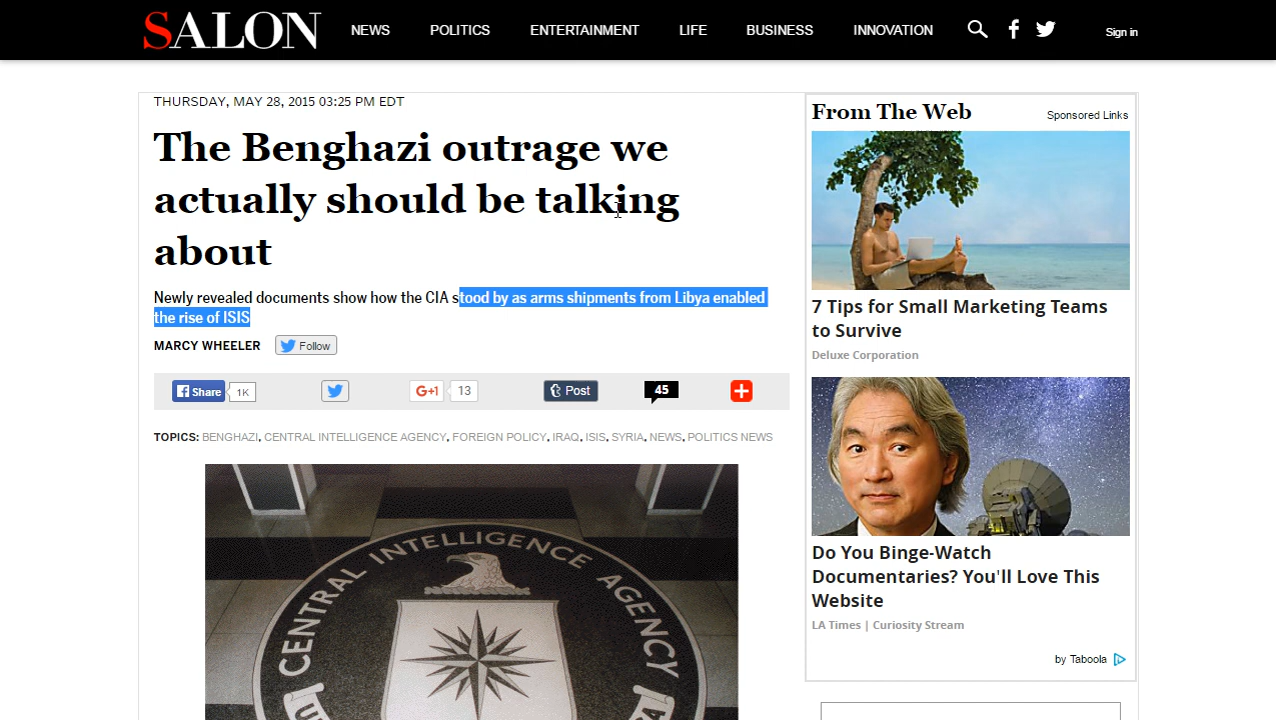 SALON
NEWS
POLITICS
ENTERTAINMENT
LIFE
BUSINESS
INNOVATION
Sign in
THURSDAY, MAY 28, 2015 03:25 PM EDT
The Benghazi outrage we
actually should be talking
about
Newly revealed documents show how the CIA stood by as arms shipments from Libya enabled
the rise of ISIS
MARCY WHEELER
Follow
Share
1K
G+1
13
Post
45
TOPICS: BENGHAZI, CENTRAL INTELLIGENCE AGENCY, FOREIGN POLICY, IRAQ, ISIS, SYRIA, NEWS, POLITICS NEWS
CENTRAL INTELLIGENCE AGENCY
From The Web
Sponsored Links
7 Tips for Small Marketing Teams
to Survive
Deluxe Corporation
Do You Binge-Watch
Documentaries? You'll Love This
Website
LA Times | Curiosity Stream
by Taboola